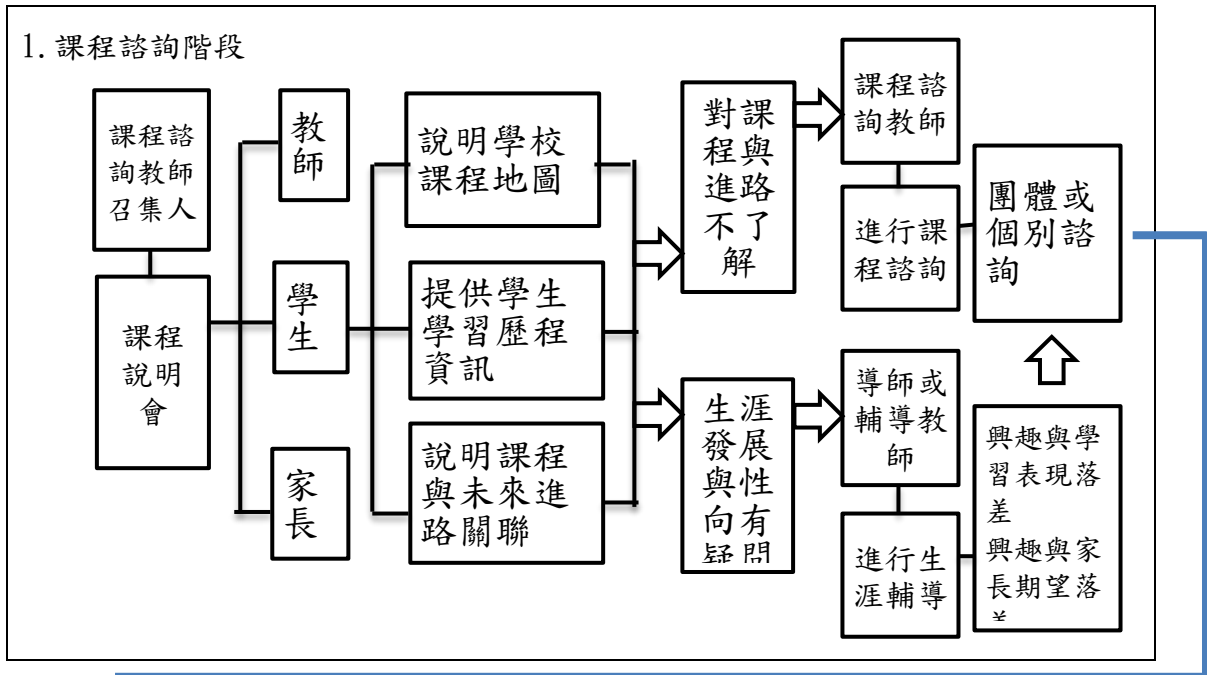 1. 課程諮詢階段
課程諮
詢教師
召集人
課程
說明
會
教
師
學
生
家
長
說明學校
課程地圖
提供學生
學習歷程
資訊
說明課程
與未來進
路關聯
對課
程與
進路
不了
解
生涯
發展
與性
向有
疑問
課程諮
詢教師
進行課
程諮詢
導師或
輔導教
師
進行生
涯輔導
團體或
個別諮
詢
興趣與學
習表現落
差
興趣與家
長期望落
差